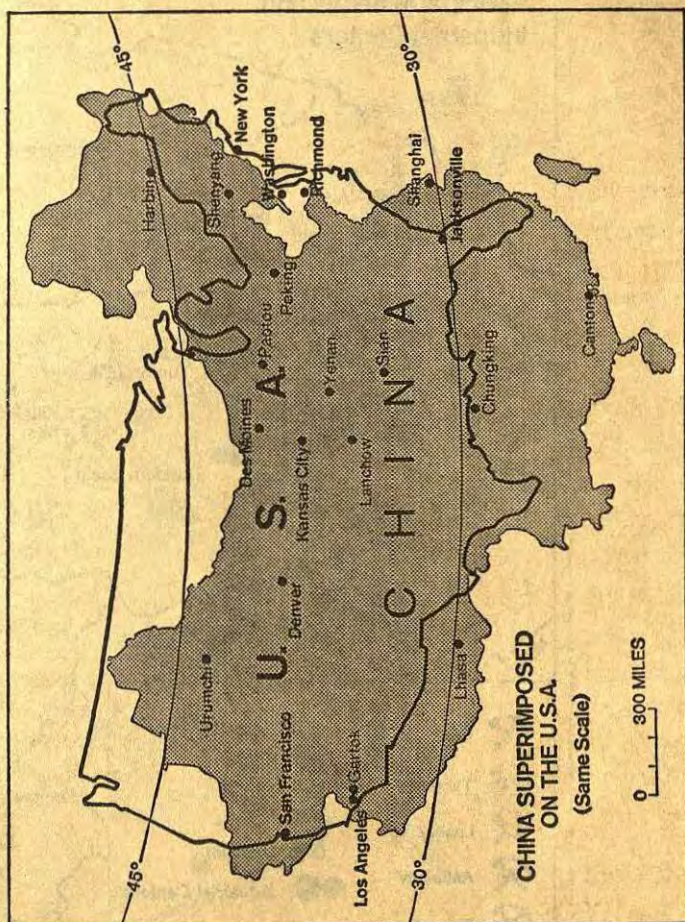 45°
45°
30°
30°
Harbin
Shenyang
New York
Washington
Richmond
Peking
Paotou
Des Moines
Kansas City
Yenan
Sian
Lanchow
Shanghai
Jacksonville
Canton
Chungking
U. S. A.
C H I N A
Denver
Urumchi
San Francisco
Gartok
Los Angeles
Lhasa
CHINA SUPERIMPOSED
ON THE U.S.A.
(Same Scale)
0 300 MILES